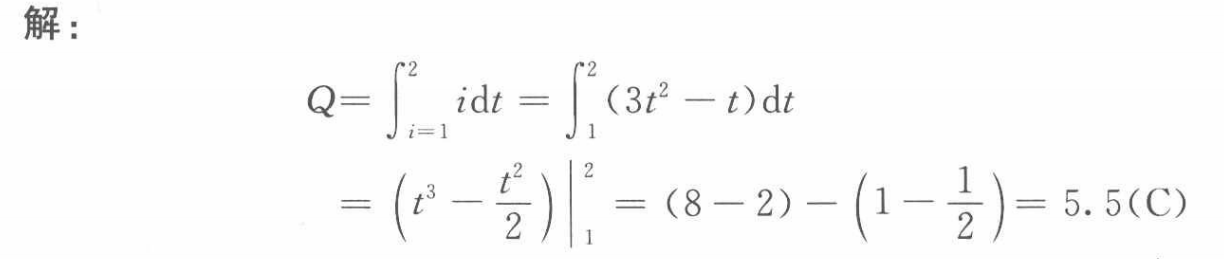 解：
Q=∫_{i=1}^{2} idt = ∫_{1}^{2} (3t² − t)dt
= (t³ − t²/2)|_{1}^{2} = (8 − 2) − (1 − 1/2) = 5.5(C)